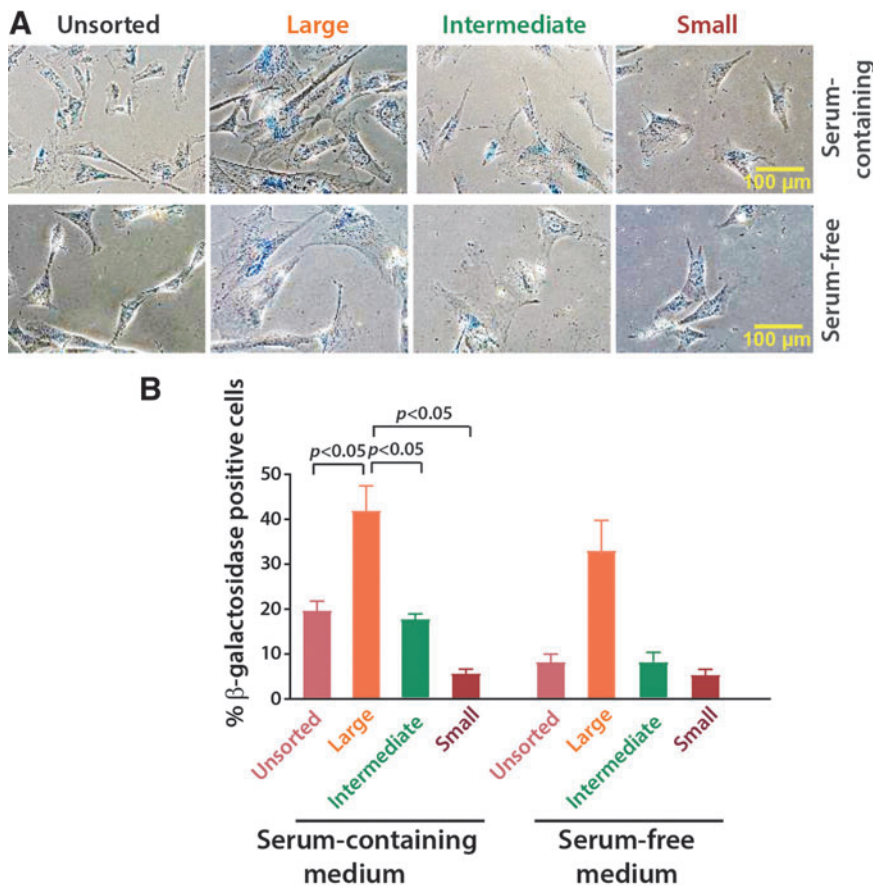 A Unsorted Large Intermediate Small
Serum-
containing
100 µm
Serum-free
100 µm
B
p<0.05
p<0.05 p<0.05
% β-galactosidase positive cells
50
40
30
20
10
0
Unsorted Large Intermediate Small Unsorted Large Intermediate Small
Serum-containing Serum-free
medium medium